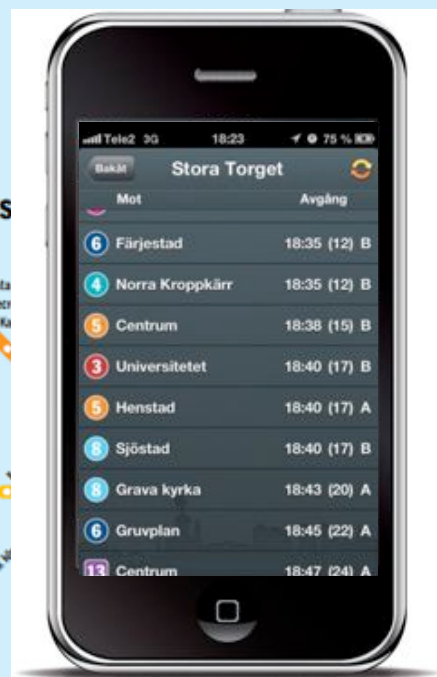 Tele2 3G 18:23 75 %
Bakåt Stora Torget
Mot Avgång
6 Färjestad 18:35 (12) B
4 Norra Kroppkärr 18:35 (12) B
5 Centrum 18:38 (15) B
3 Universitetet 18:40 (17) B
5 Henstad 18:40 (17) A
8 Sjöstad 18:40 (17) B
8 Grava kyrka 18:43 (20) A
6 Gruvplan 18:45 (22) A
13 Centrum 18:47 (24) A